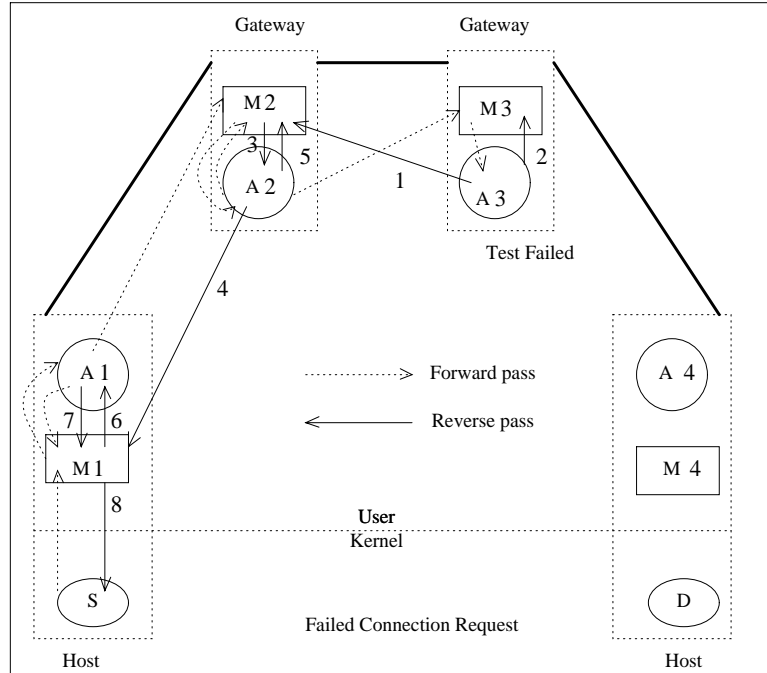 Gateway
Gateway
M 2
M 3
3
5
2
A 2
1
A 3
Test Failed
4
A 1
Forward pass
A 4
7
6
Reverse pass
M 1
M 4
8
User
Kernel
S
D
Failed Connection Request
Host
Host